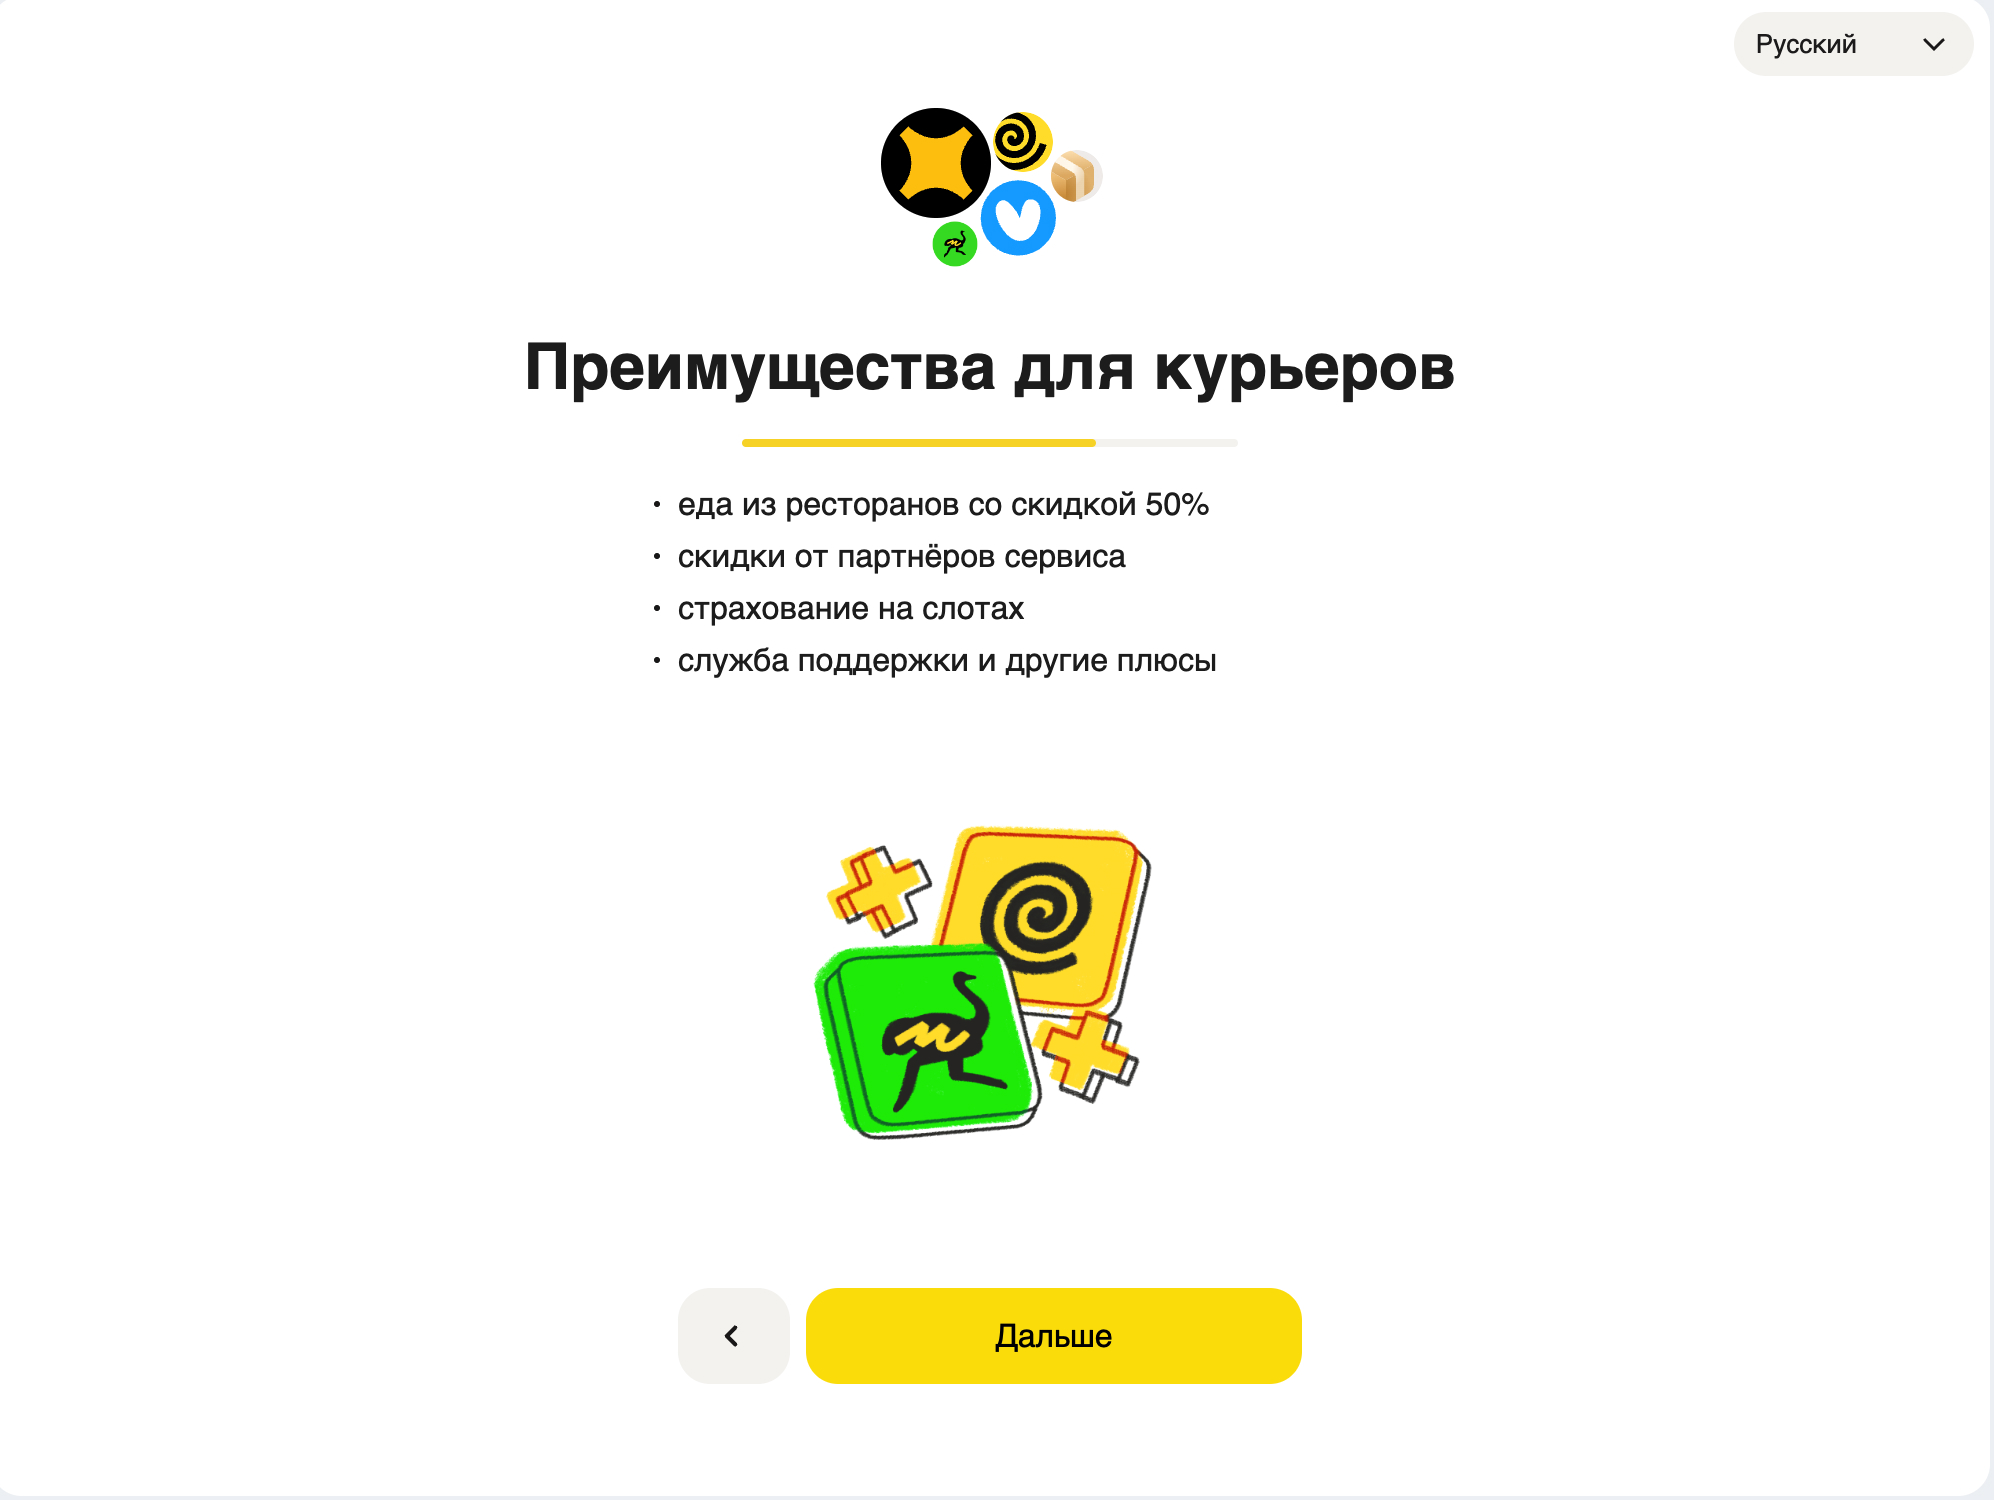 Русский
Преимущества для курьеров
• еда из ресторанов со скидкой 50%
• скидки от партнёров сервиса
• страхование на слотах
• служба поддержки и другие плюсы
Дальше